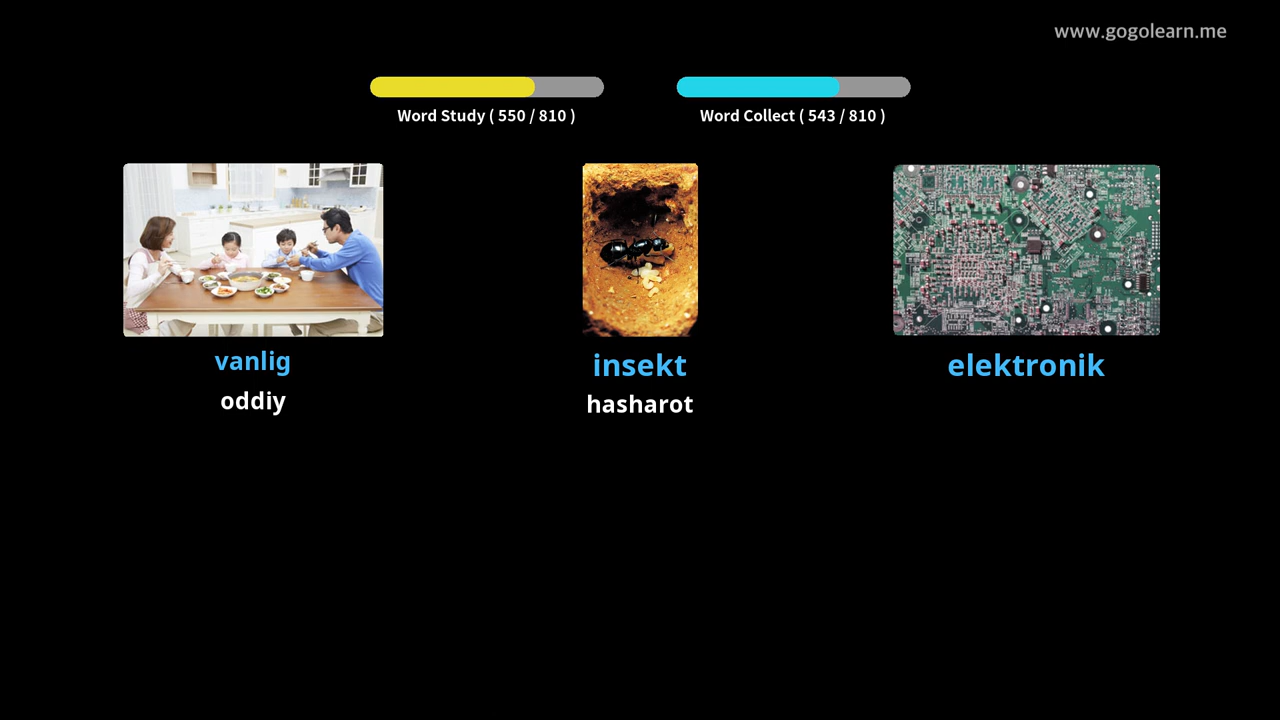 www.gogolearn.me
Word Study ( 550 / 810 )
Word Collect ( 543 / 810 )
vanlig
oddiy
insekt
hasharot
elektronik